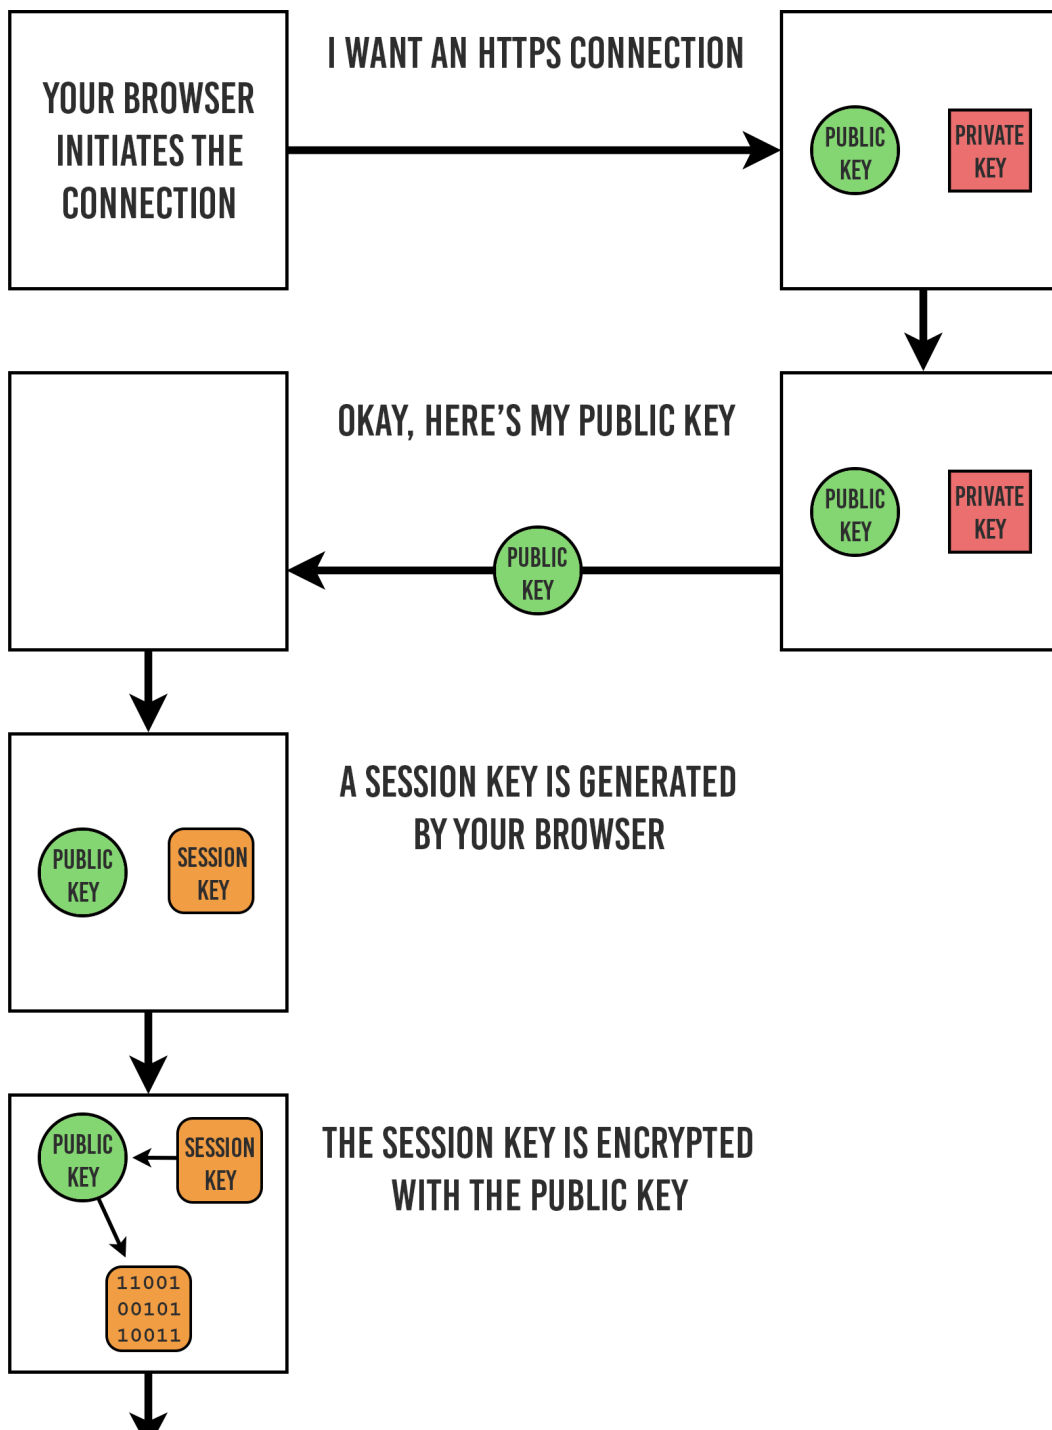 I WANT AN HTTPS CONNECTION
YOUR BROWSER
INITIATES THE
CONNECTION
PUBLIC
KEY
PRIVATE
KEY
OKAY, HERE'S MY PUBLIC KEY
PUBLIC
KEY
PRIVATE
KEY
PUBLIC
KEY
A SESSION KEY IS GENERATED
BY YOUR BROWSER
PUBLIC
KEY
SESSION
KEY
THE SESSION KEY IS ENCRYPTED
WITH THE PUBLIC KEY
PUBLIC
KEY
SESSION
KEY
11001
00101
10011